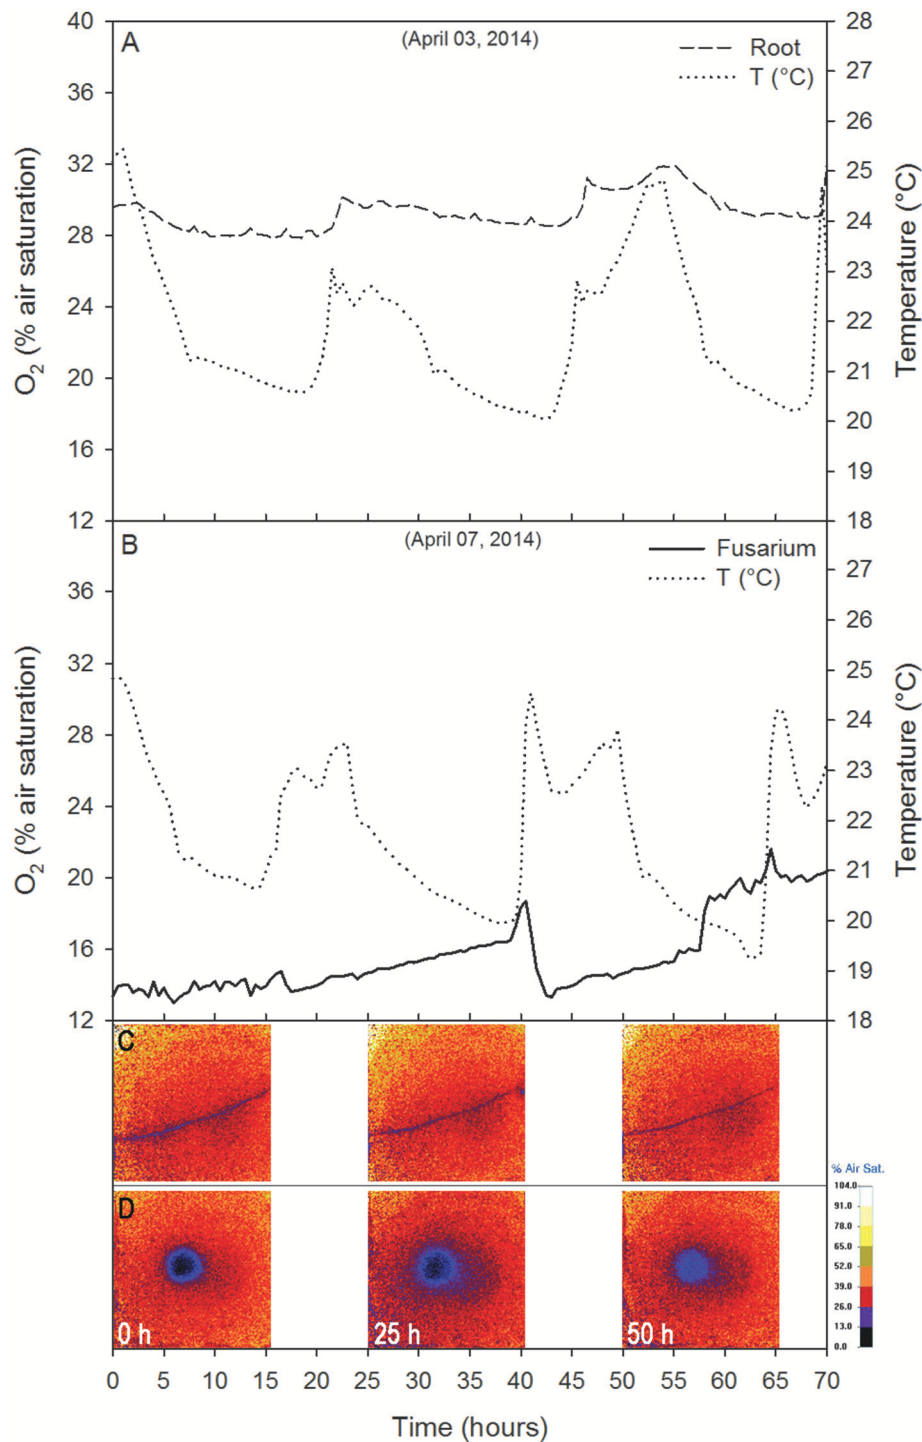 A
(April 03, 2014)
Root
T (°C)
40
36
32
28
24
20
16
12
O2 (% air saturation)
28
27
26
25
24
23
22
21
20
19
18
Temperature (°C)
B
(April 07, 2014)
Fusarium
T (°C)
36
32
28
24
20
16
12
O2 (% air saturation)
27
26
25
24
23
22
21
20
19
18
Temperature (°C)
C
D
0 h
25 h
50 h
% Air Sat.
104.0
91.0
78.0
65.0
52.0
39.0
26.0
13.0
0.0
0 5 10 15 20 25 30 35 40 45 50 55 60 65 70
Time (hours)